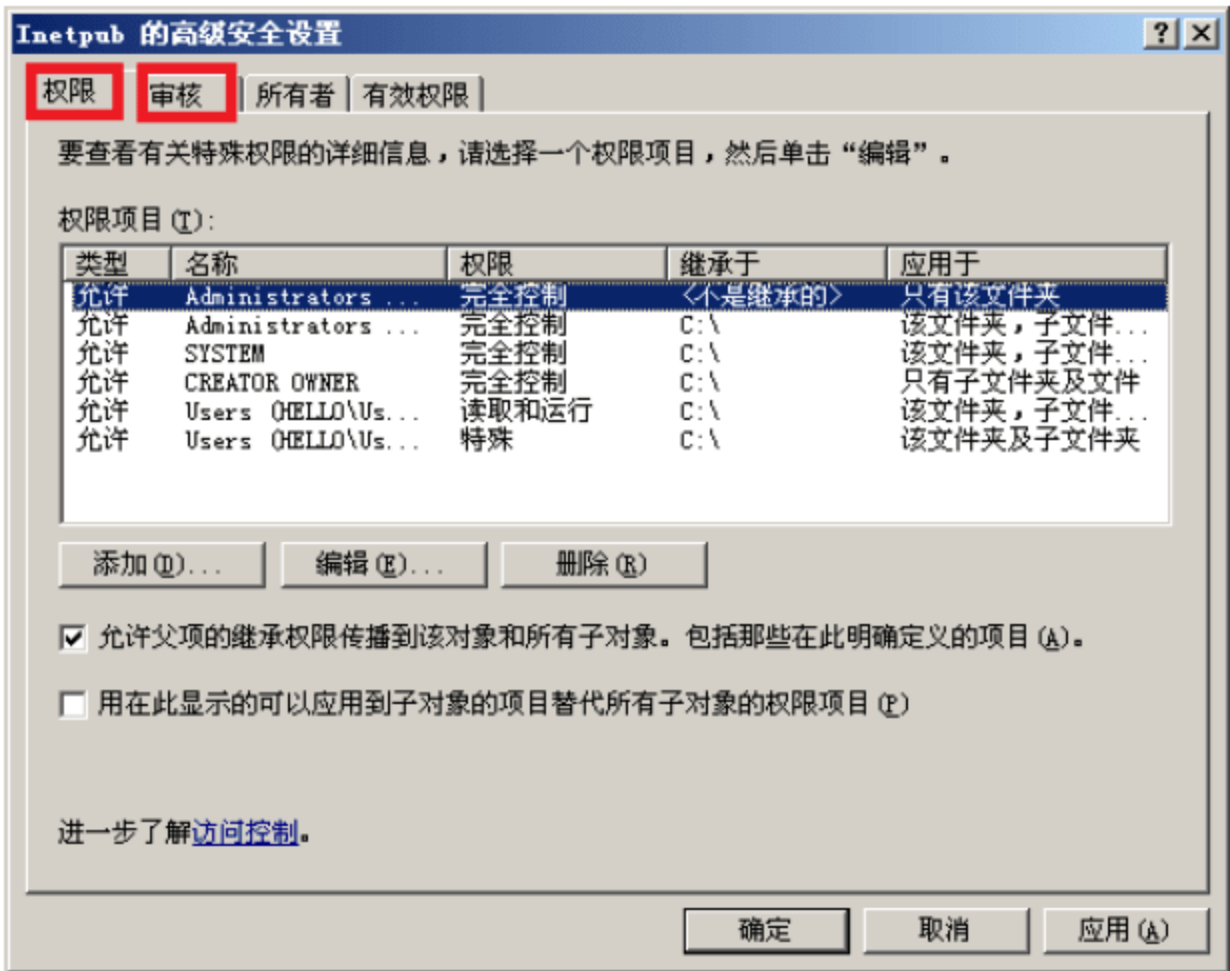 Inetpub 的高级安全设置
权限 审核 所有者 有效权限
要查看有关特殊权限的详细信息，请选择一个权限项目，然后单击“编辑”。
权限项目(T):
类型 名称 权限 继承于 应用于
允许 Administrators ... 完全控制 <不是继承的> 只有该文件夹
允许 Administrators ... 完全控制 C:\ 该文件夹，子文件...
允许 SYSTEM 完全控制 C:\ 该文件夹，子文件...
允许 CREATOR OWNER 完全控制 C:\ 只有子文件夹及文件
允许 Users (HELLO\Us... 读取和运行 C:\ 该文件夹，子文件...
允许 Users (HELLO\Us... 特殊 C:\ 该文件夹及子文件夹
添加(D)... 编辑(E)... 删除(R)
允许父项的继承权限传播到该对象和所有子对象。包括那些在此明确定义的项目(A)。
用在此显示的可以应用到子对象的项目替代所有子对象的权限项目(P)
进一步了解访问控制。
确定 取消 应用(A)